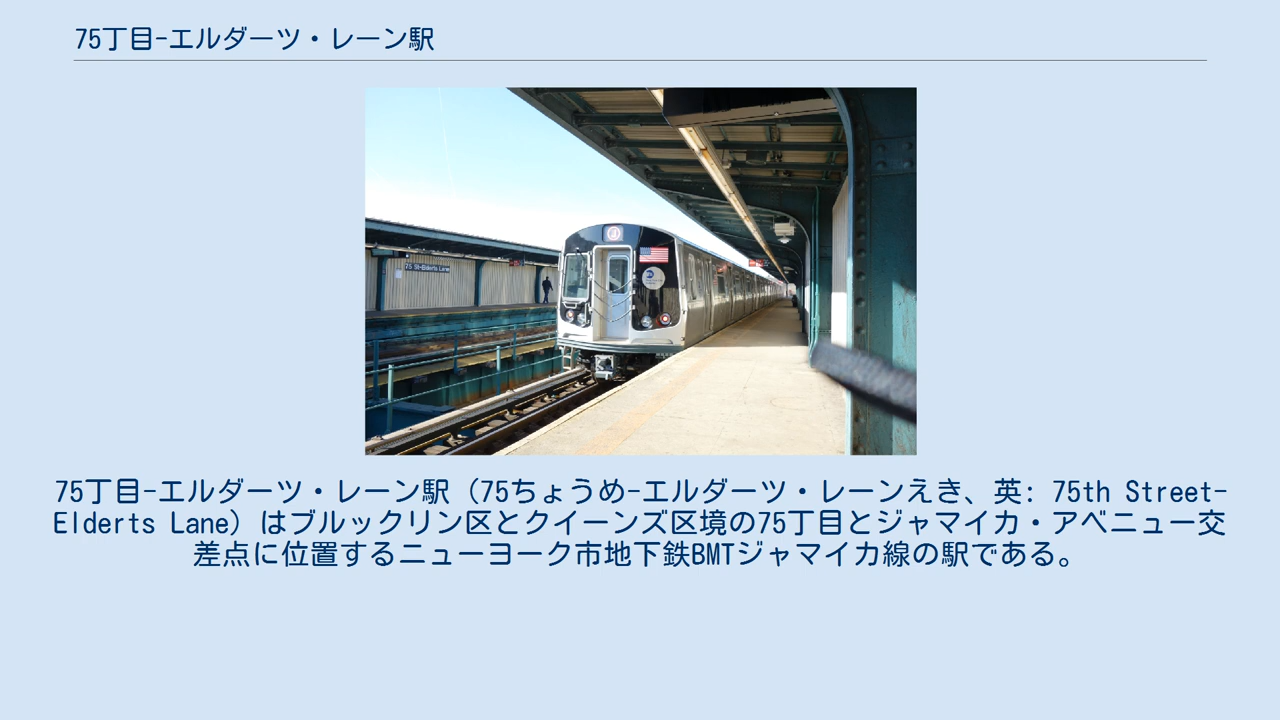 75丁目-エルダーツ・レーン駅
75 St-Elderts Lane
75丁目-エルダーツ・レーン駅（75ちょうめ-エルダーツ・レーンえき、英: 75th Street-
Elderts Lane）はブルックリン区とクイーンズ区境の75丁目とジャマイカ・アベニュー交
差点に位置するニューヨーク市地下鉄BMTジャマイカ線の駅である。